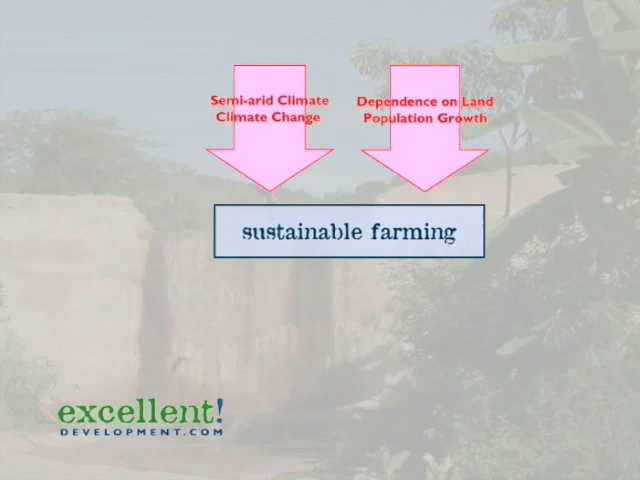 Semi-arid Climate
Climate Change
Dependence on Land
Population Growth
sustainable farming
excellent!
DEVELOPMENT.COM